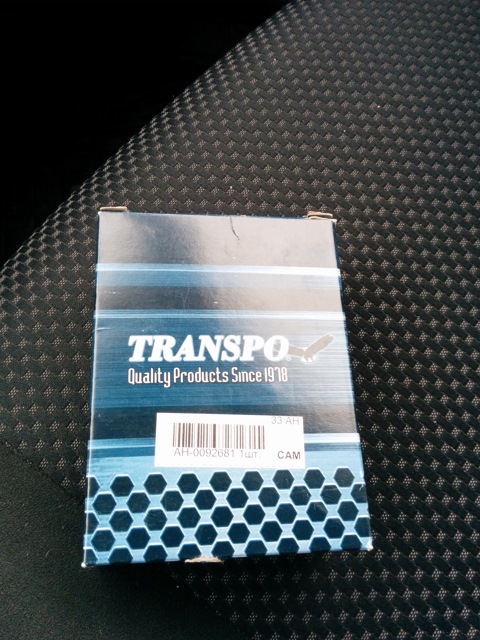 TRANSPO
Quality Products Since 1978
33 AH
AH-0092681 1шт.
CAM